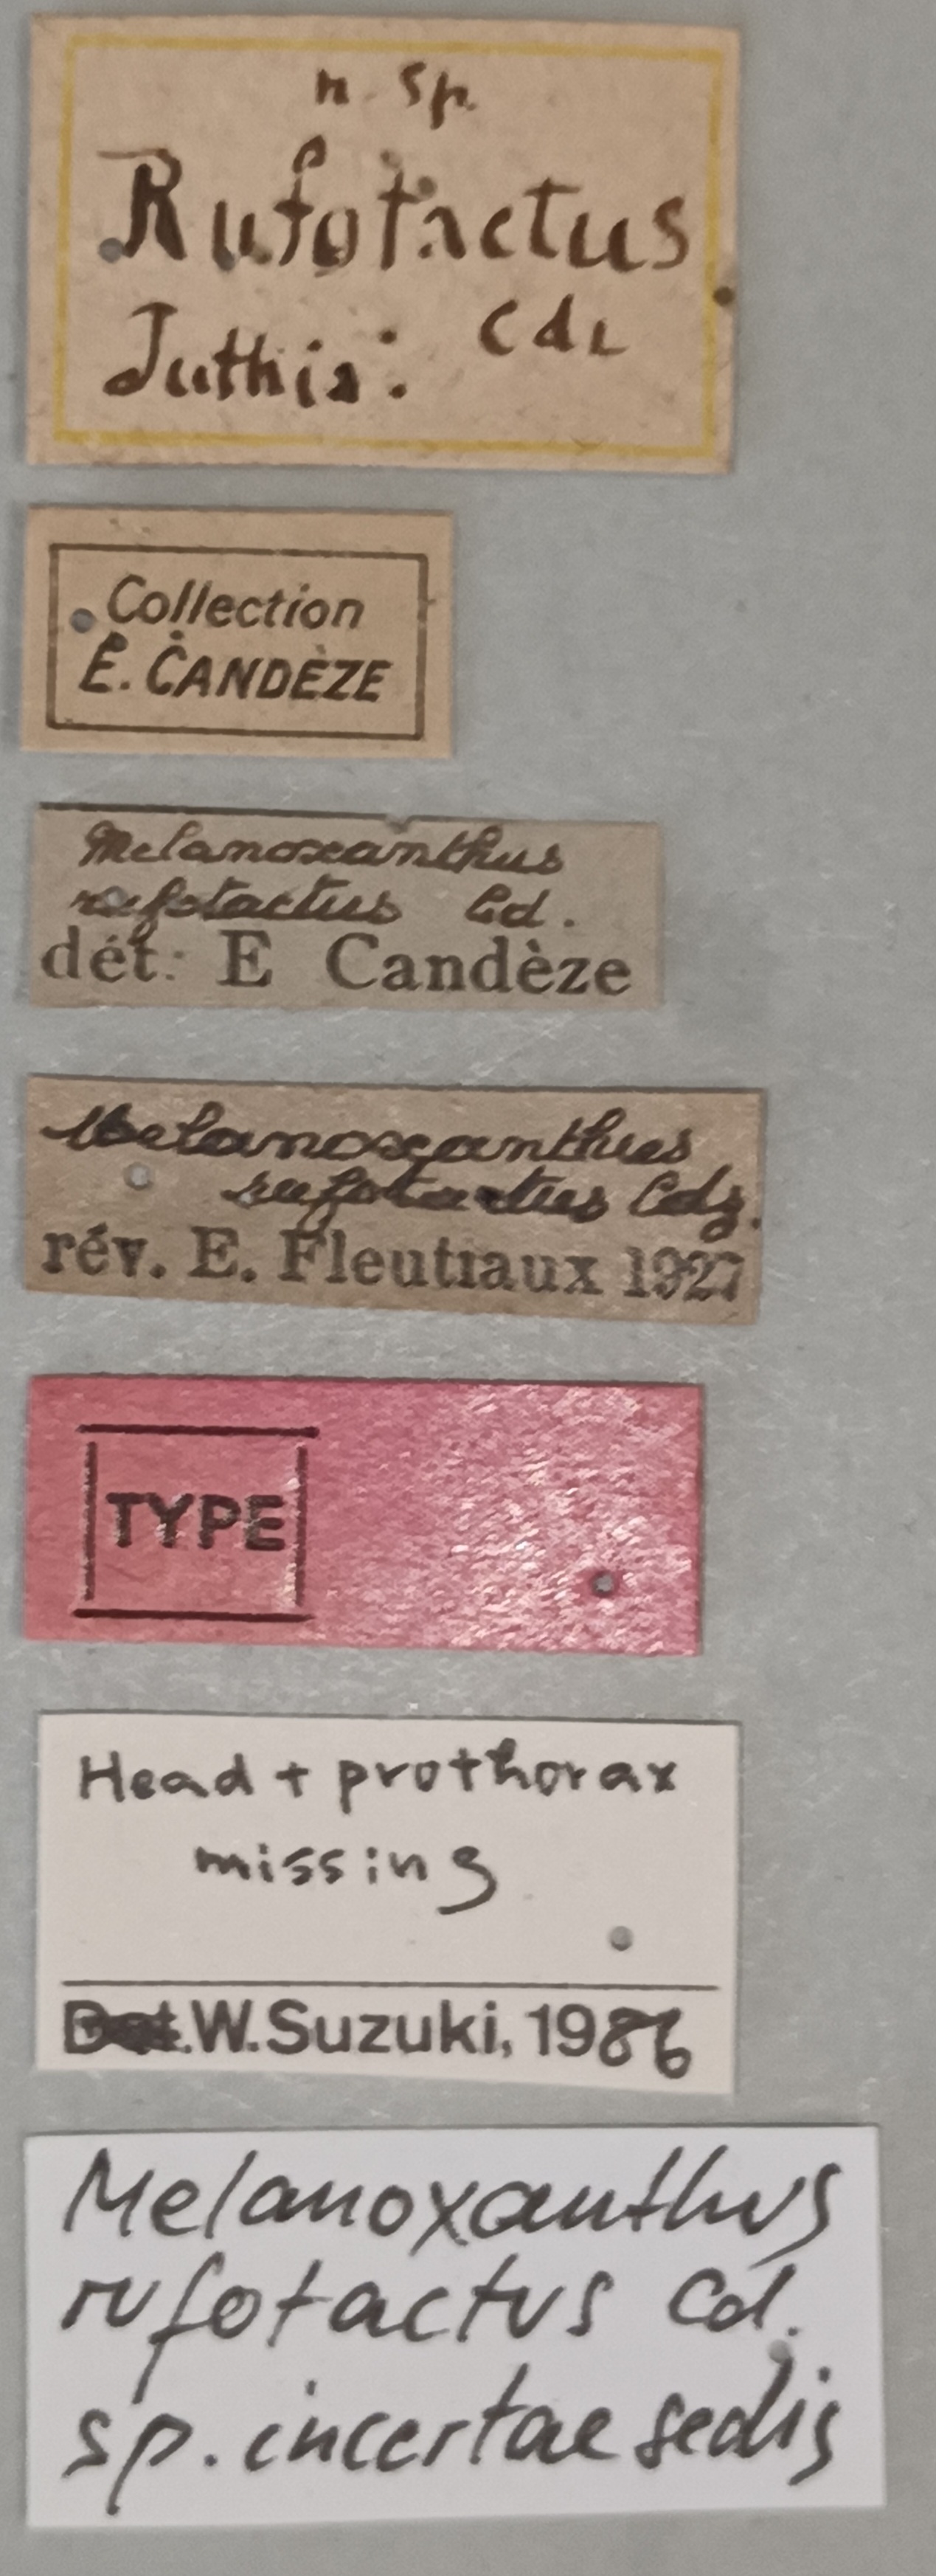 n. sp.
Rufotactus
Juthia: Cdz
Collection
E. CANDÈZE
Melanoxanthus
rufotactus Cd.
dét. E Candèze
Melanoxanthus
rufotactus Cdz.
rév. E. Fleutiaux 1927
TYPE
Head + prothorax
missing
W. Suzuki, 1986
Melanoxanthus
rufotactus Cd.
sp. incertae sedis